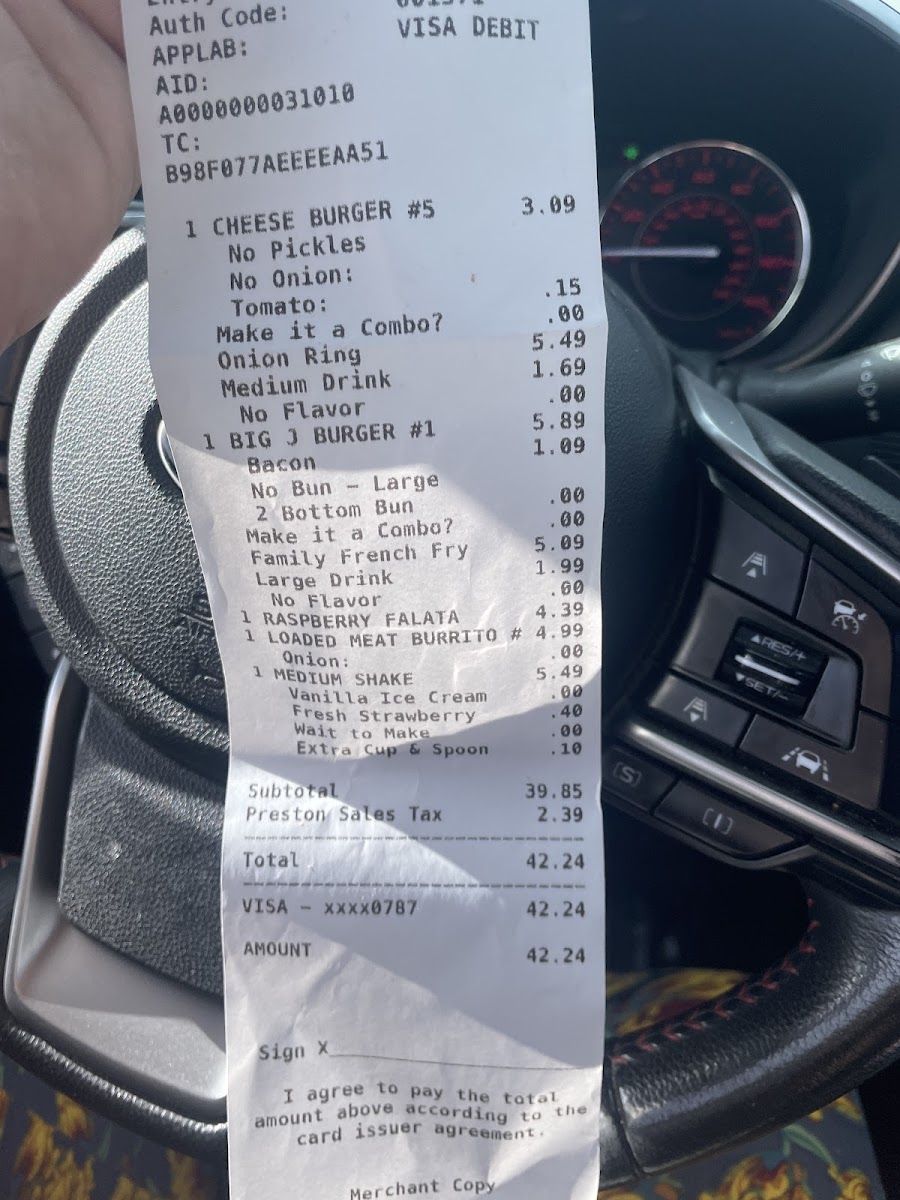 Auth Code:
APPLAB: VISA DEBIT
AID:
A0000000031010
TC:
B98F077AEEEEAA51
1 CHEESE BURGER #5 3.09
No Pickles
No Onion:
Tomato: .15
Make it a Combo? .00
Onion Ring 5.49
Medium Drink 1.69
No Flavor .00
1 BIG J BURGER #1 5.89
Bacon 1.09
No Bun - Large
2 Bottom Bun .00
Make it a Combo? .00
Family French Fry 5.09
Large Drink 1.99
No Flavor .00
1 RASPBERRY FALATA 4.39
1 LOADED MEAT BURRITO # 4.99
Onion: .00
1 MEDIUM SHAKE 5.49
Vanilla Ice Cream .00
Fresh Strawberry .40
Wait to Make .00
Extra Cup & Spoon .10
Subtotal 39.85
Preston Sales Tax 2.39
Total 42.24
VISA - xxxx0787 42.24
AMOUNT 42.24
Sign X
I agree to pay the total
amount above according to the
card issuer agreement.
Merchant Copy
RES/+
SET/-
(S)
(I)